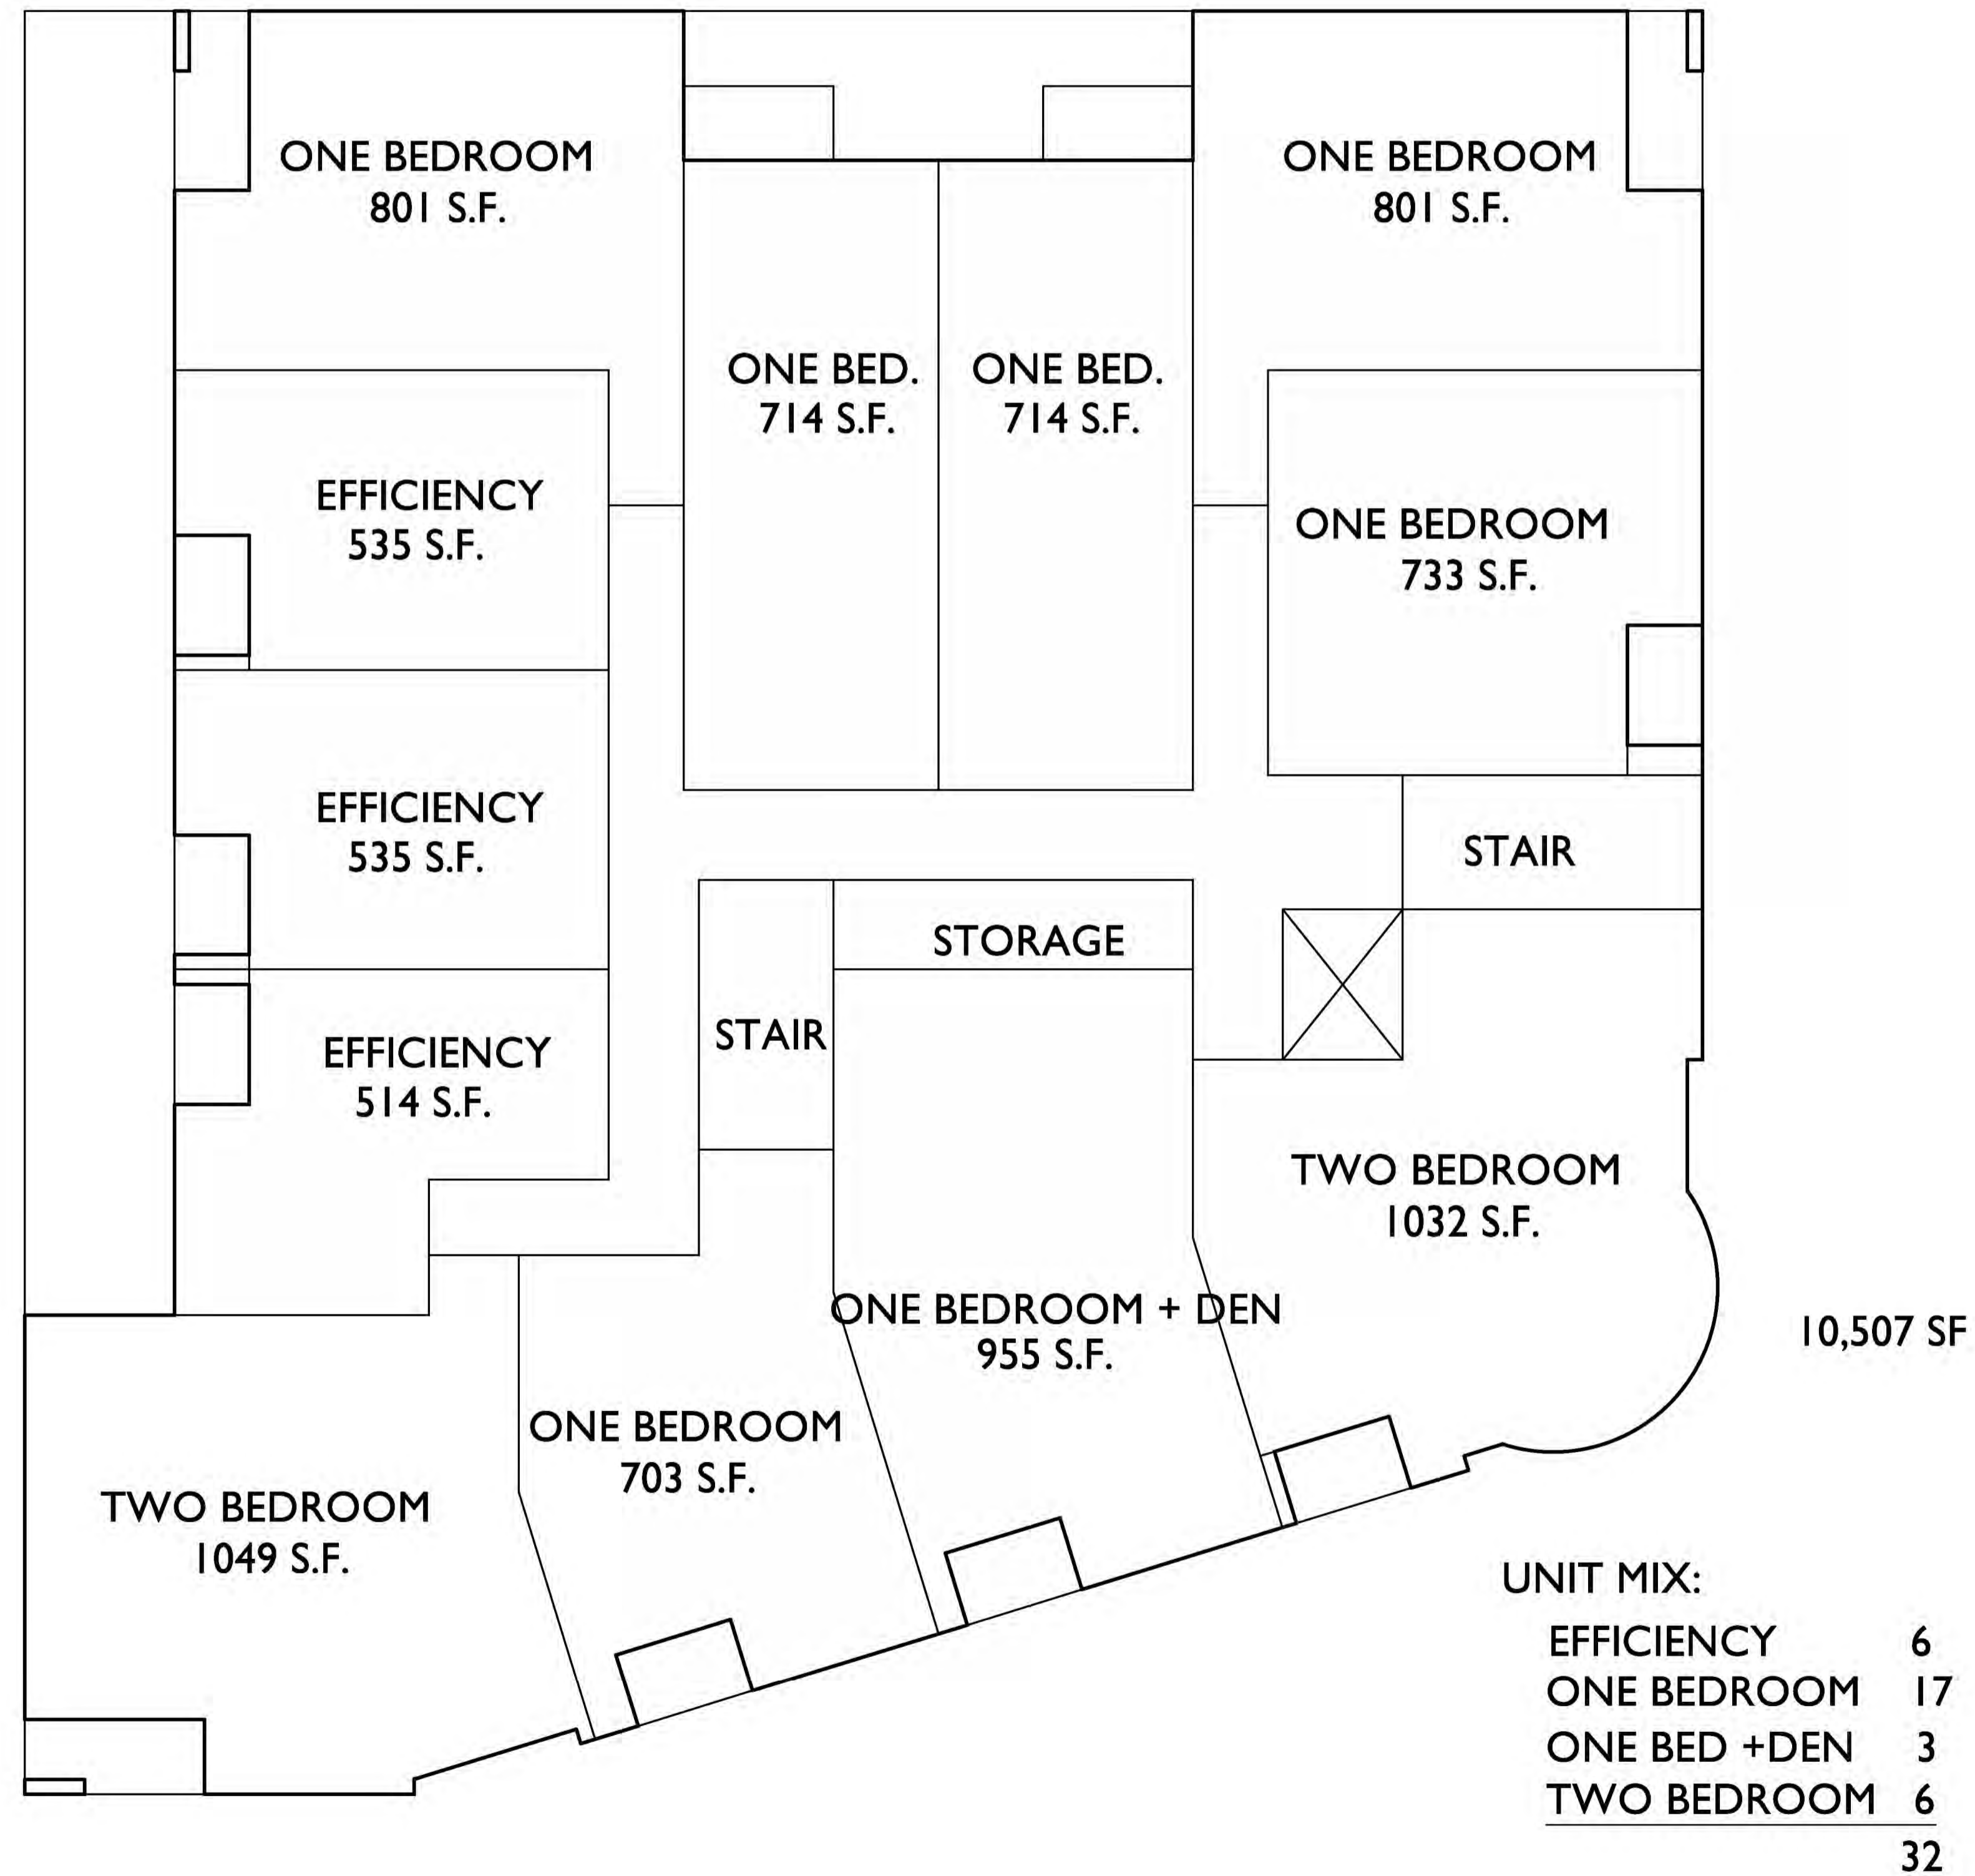 ONE BEDROOM
801 S.F.
ONE BEDROOM
801 S.F.
ONE BED.
714 S.F.
ONE BED.
714 S.F.
EFFICIENCY
535 S.F.
ONE BEDROOM
733 S.F.
EFFICIENCY
535 S.F.
STAIR
STORAGE
STAIR
EFFICIENCY
514 S.F.
TWO BEDROOM
1032 S.F.
ONE BEDROOM + DEN
955 S.F.
10,507 SF
ONE BEDROOM
703 S.F.
TWO BEDROOM
1049 S.F.
UNIT MIX:
EFFICIENCY 6
ONE BEDROOM 17
ONE BED +DEN 3
TWO BEDROOM 6
32